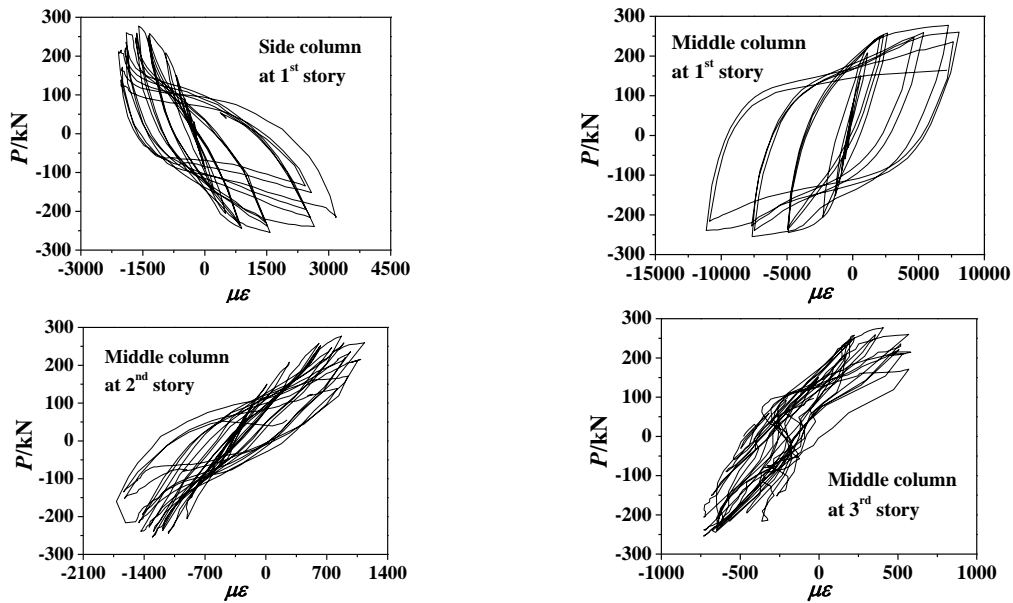 300
200
100
0
-100
-200
-300
P/kN
Side column
at 1st story
-3000 -1500 0 1500 3000 4500
με
300
200
100
0
-100
-200
-300
P/kN
Middle column
at 1st story
-15000 -10000 -5000 0 5000 10000
με
300
200
100
0
-100
-200
-300
P/kN
Middle column
at 2nd story
-2100 -1400 -700 0 700 1400
με
300
200
100
0
-100
-200
-300
P/kN
Middle column
at 3rd story
-1000 -500 0 500 1000
με